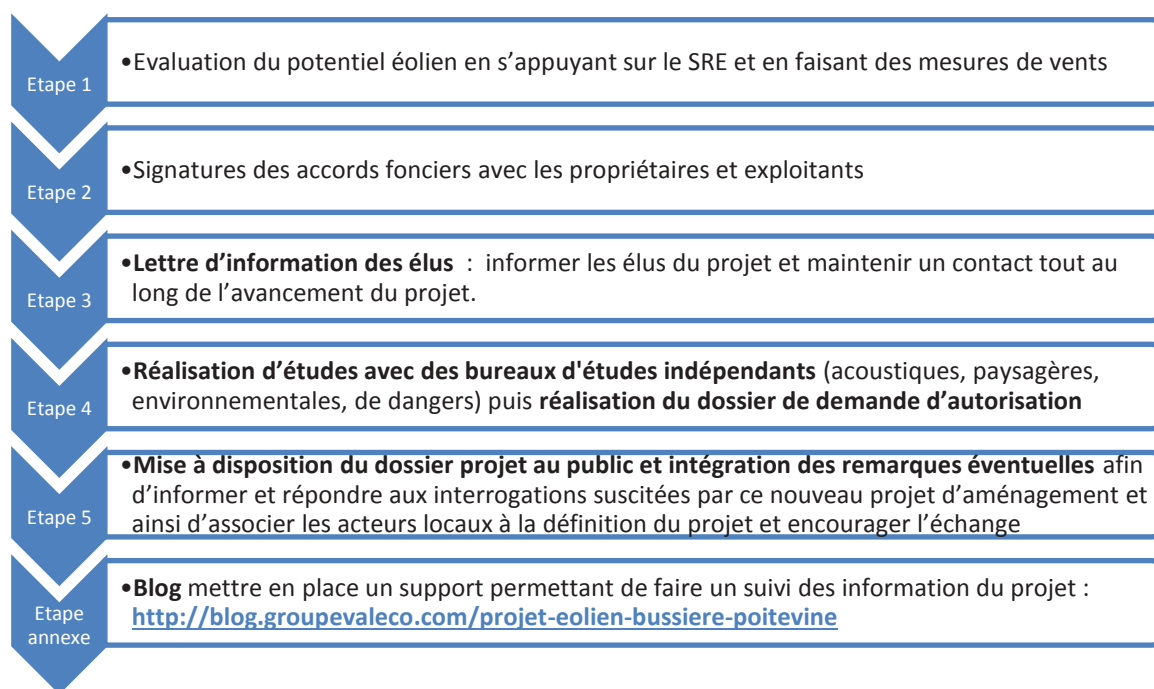 Etape 1
•Evaluation du potentiel éolien en s’appuyant sur le SRE et en faisant des mesures de vents
Etape 2
•Signatures des accords fonciers avec les propriétaires et exploitants
Etape 3
•Lettre d’information des élus : informer les élus du projet et maintenir un contact tout au
long de l’avancement du projet.
Etape 4
•Réalisation d’études avec des bureaux d'études indépendants (acoustiques, paysagères,
environnementales, de dangers) puis réalisation du dossier de demande d’autorisation
Etape 5
•Mise à disposition du dossier projet au public et intégration des remarques éventuelles afin
d’informer et répondre aux interrogations suscitées par ce nouveau projet d’aménagement et
ainsi d’associer les acteurs locaux à la définition du projet et encourager l’échange
Etape
annexe
•Blog mettre en place un support permettant de faire un suivi des information du projet :
http://blog.groupevaleco.com/projet-eolien-bussiere-poitevine